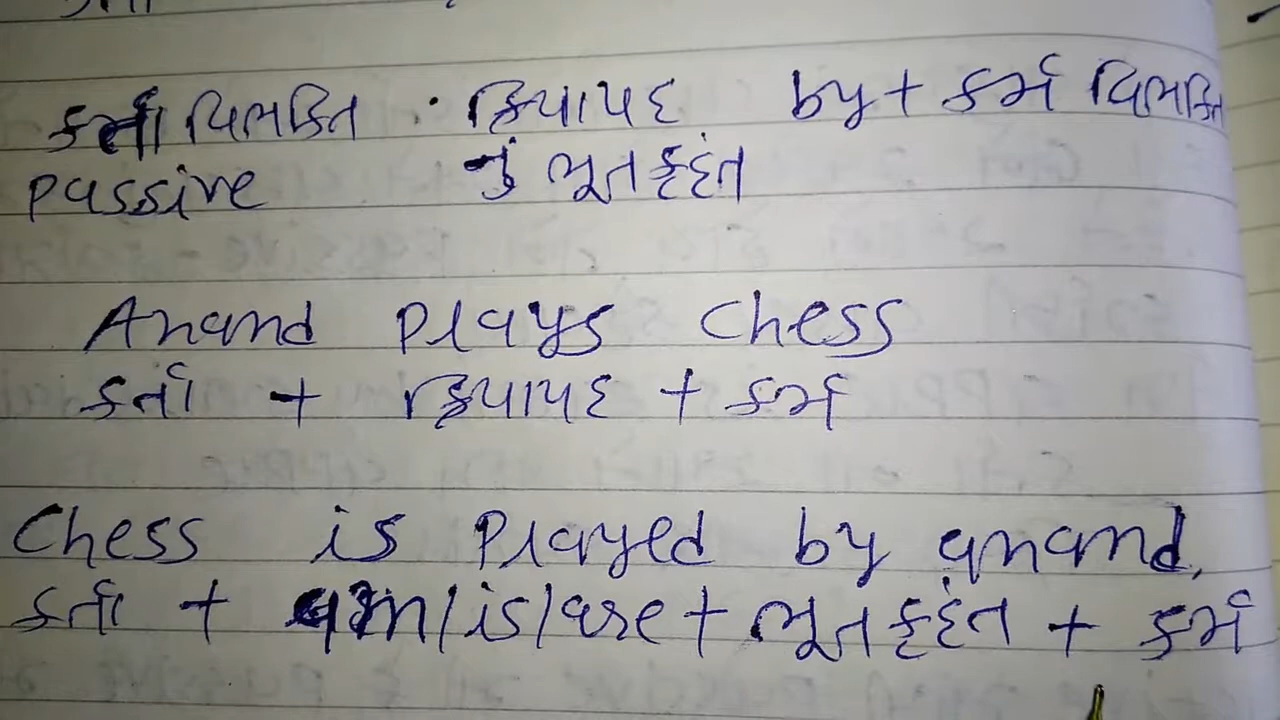 કર્તા વિભક્તિ . ક્રિયાપદ by + કર્મ વિભક્તિ
passive નું ભૂતકૃદંત
Anand plays chess
કર્તા + ક્રિયાપદ + કર્મ
Chess is played by anand.
કર્તા + am/is/are + ભૂતકૃદંત + કર્મ